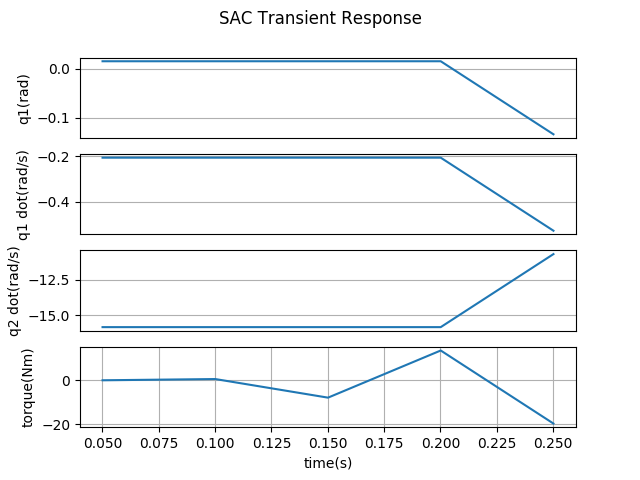 SAC Transient Response
q1(rad)
0.0
−0.1
q1 dot(rad/s)
−0.2
−0.4
q2 dot(rad/s)
−12.5
−15.0
torque(Nm)
0
−20
0.050 0.075 0.100 0.125 0.150 0.175 0.200 0.225 0.250
time(s)